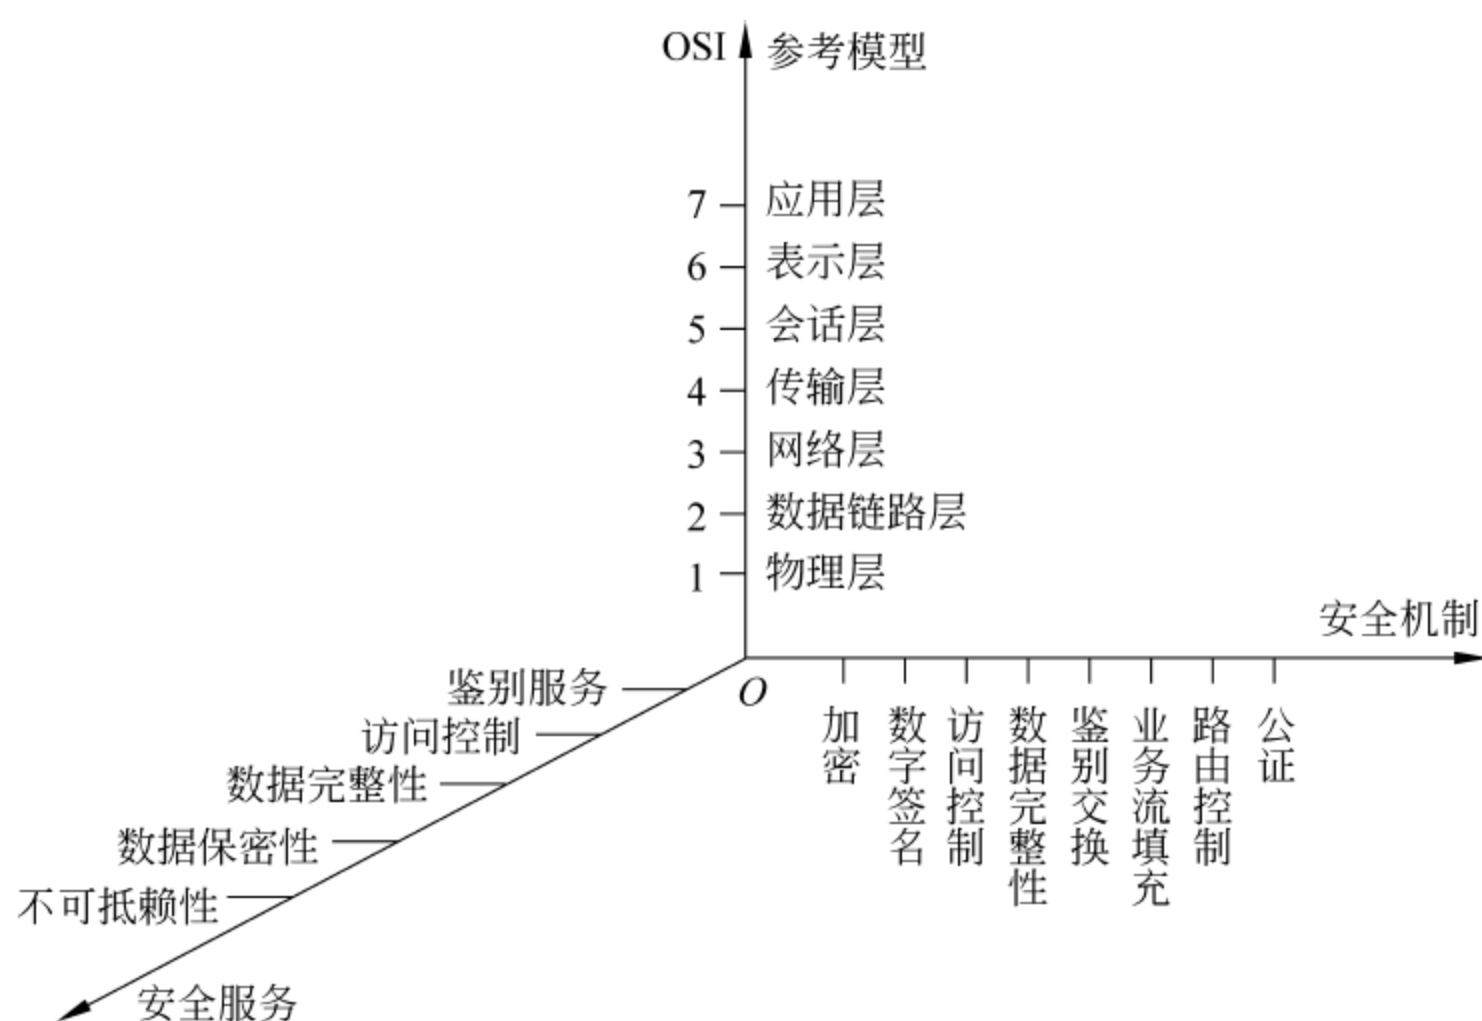 OSI 参考模型
7 应用层
6 表示层
5 会话层
4 传输层
3 网络层
2 数据链路层
1 物理层
安全机制
O
鉴别服务
访问控制
数据完整性
数据保密性
不可抵赖性
安全服务
加密
数字签名
访问控制
数据完整性
鉴别交换
业务流填充
路由控制
公证